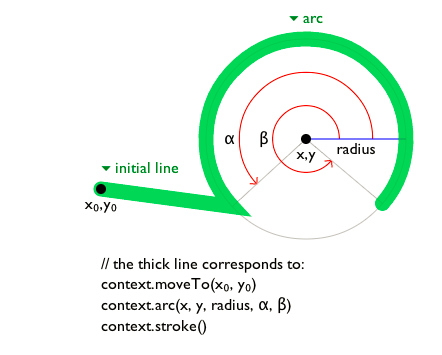 arc
α
β
x,y
radius
initial line
x₀,y₀
// the thick line corresponds to:
context.moveTo(x₀, y₀)
context.arc(x, y, radius, α, β)
context.stroke()